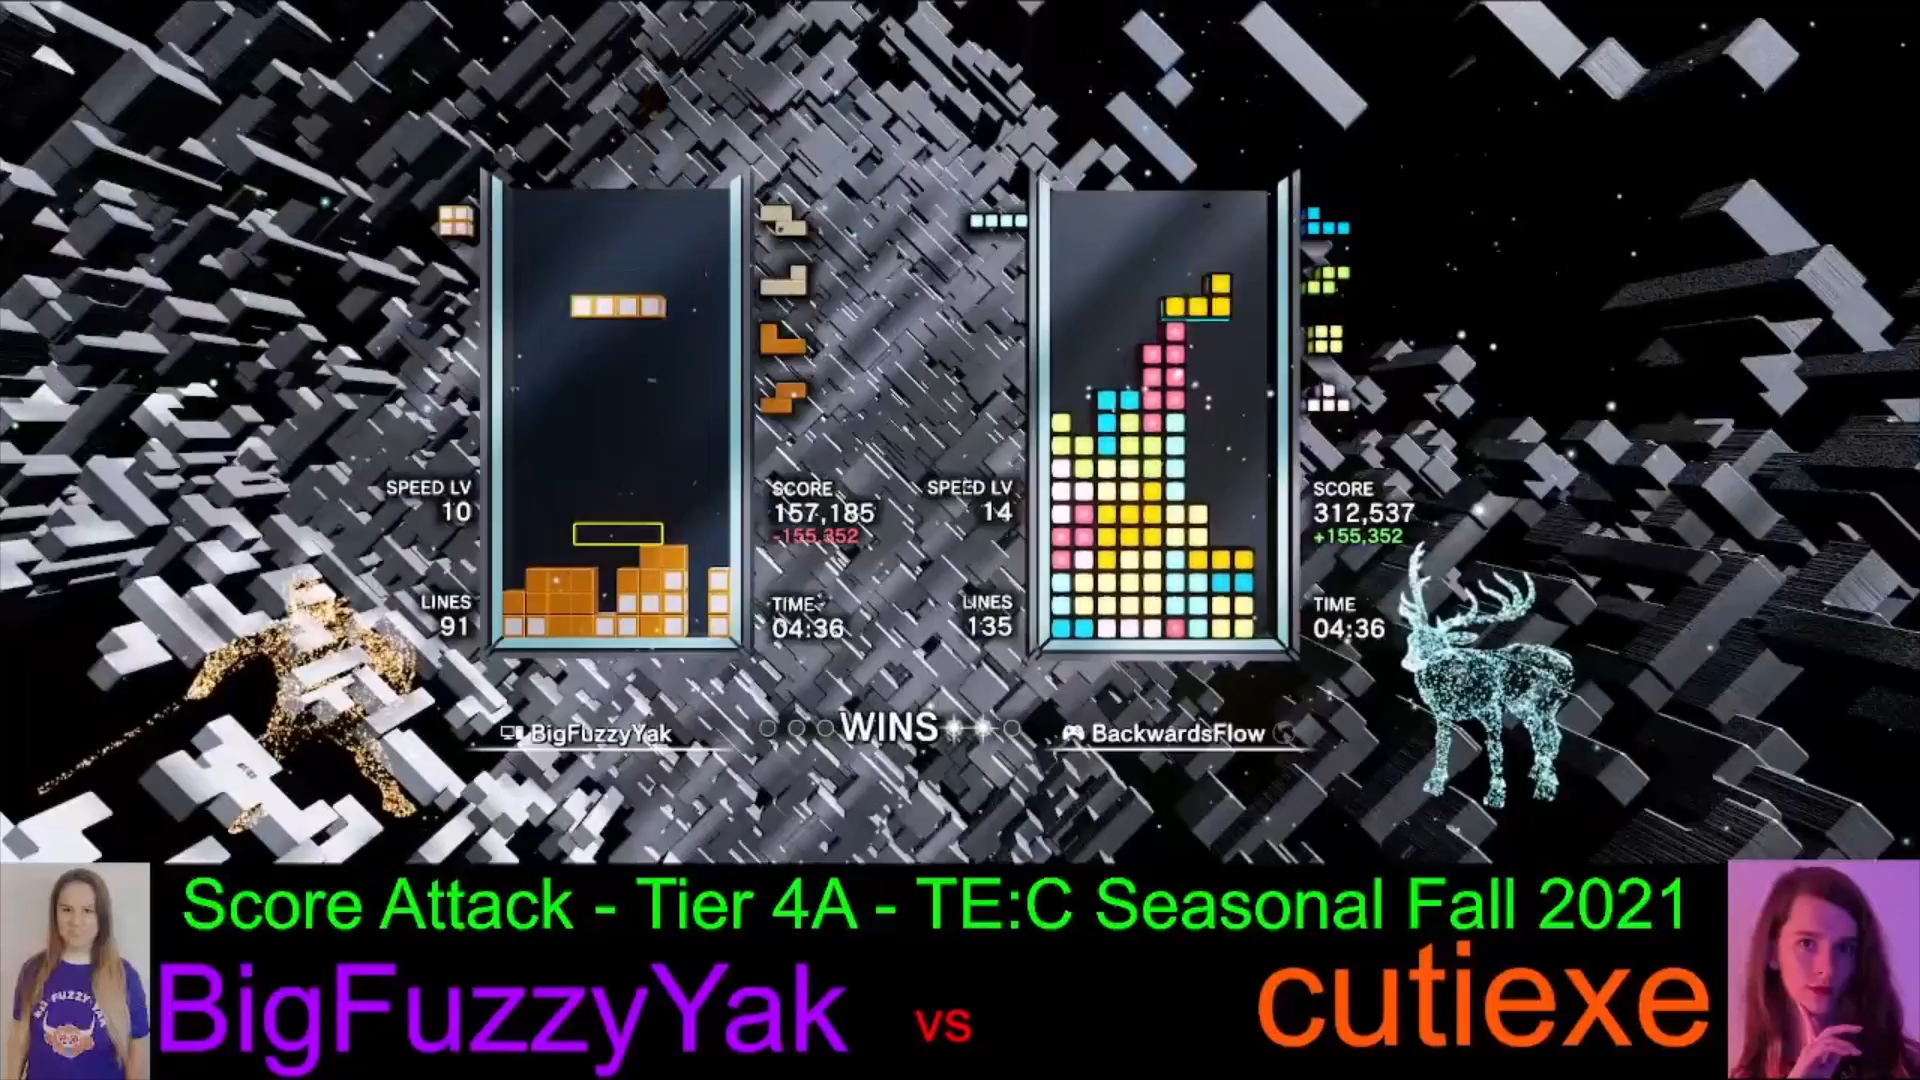 SPEED LV
10
LINES
91
SCORE
157,185
-155,352
TIME
04:36
SPEED LV
14
LINES
135
SCORE
312,537
+155,352
TIME
04:36
BigFuzzyYak
WINS
BackwardsFlow
Score Attack - Tier 4A - TE:C Seasonal Fall 2021
BigFuzzyYak vs cutiexe
FUZZY